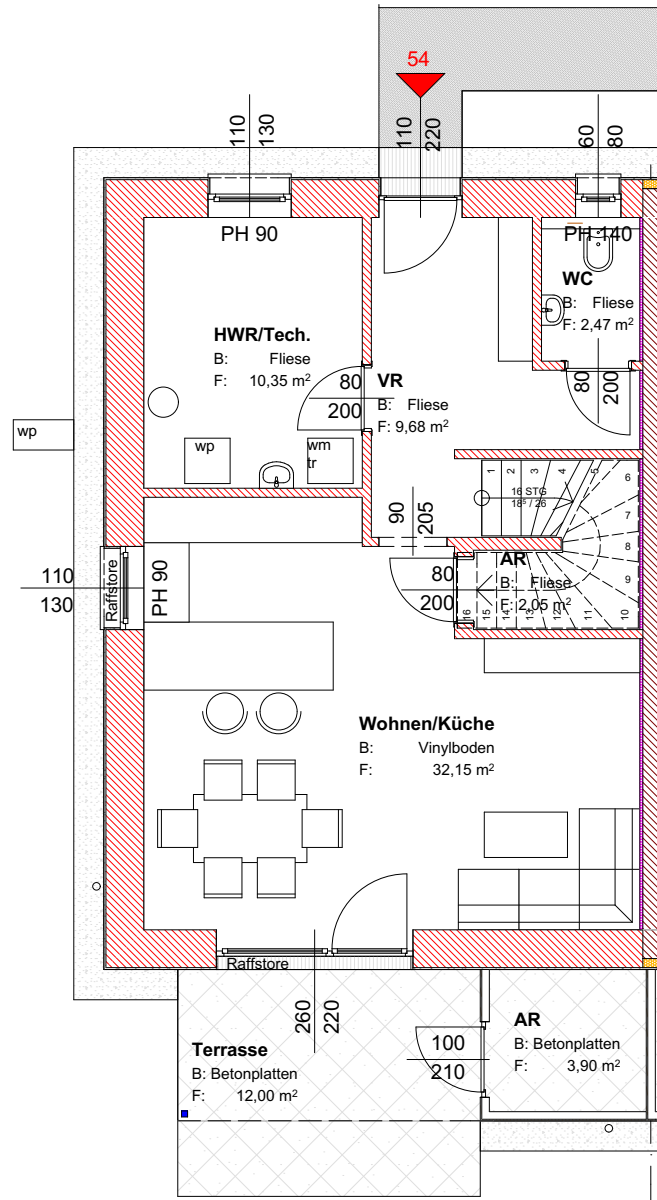 54
110
130
110
220
60
80
PH 90
PH 140
WC
B: Fliese
F: 2,47 m²
HWR/Tech.
B: Fliese
F: 10,35 m²
80
200
VR
B: Fliese
F: 9,68 m²
80
200
wp
wp
wm
tr
1 2 3 4 5 6
7
8
9
10
11
12
13
14
15
16
16 STG
18⁵ / 26
90
205
110
130
Raffstore
PH 90
80
200
AR
B: Fliese
F: 2,05 m²
Wohnen/Küche
B: Vinylboden
F: 32,15 m²
Raffstore
260
220
Terrasse
B: Betonplatten
F: 12,00 m²
100
210
AR
B: Betonplatten
F: 3,90 m²